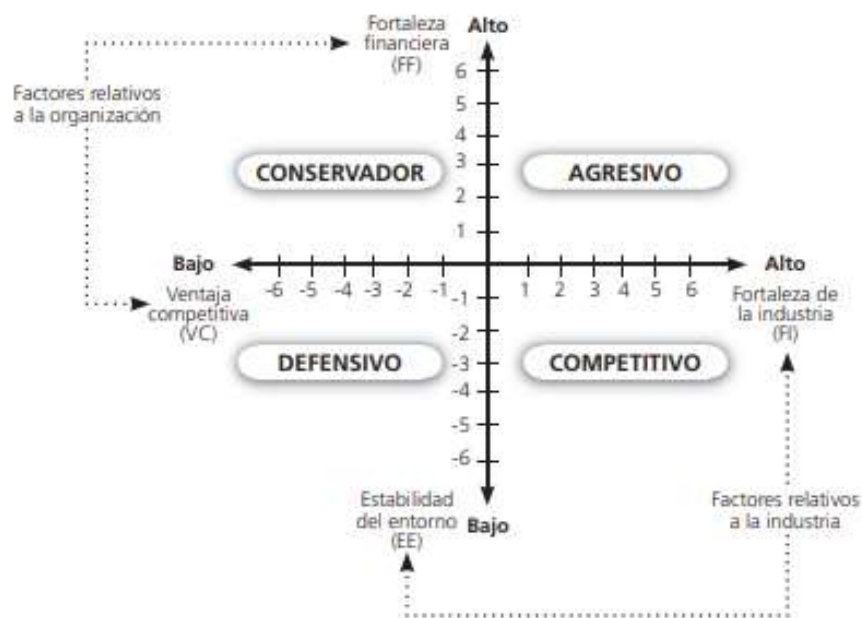 Fortaleza
financiera
(FF)
Alto
Factores relativos
a la organización
6
5
4
3
2
1
CONSERVADOR
AGRESIVO
Bajo
Alto
-6 -5 -4 -3 -2 -1
1 2 3 4 5 6
Ventaja
competitiva
(VC)
Fortaleza de
la industria
(FI)
-1
-2
-3
-4
-5
-6
DEFENSIVO
COMPETITIVO
Estabilidad
del entorno
(EE)
Bajo
Factores relativos
a la industria